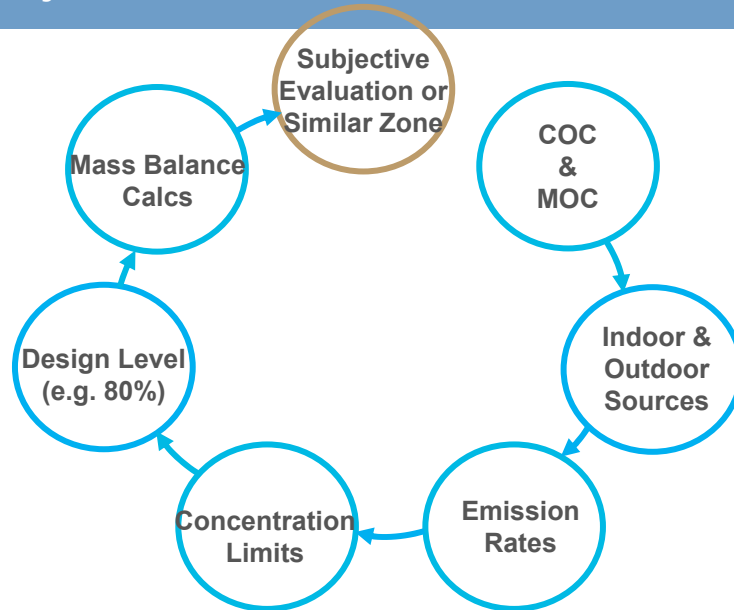 Subjective
Evaluation or
Similar Zone
COC
&
MOC
Indoor &
Outdoor
Sources
Emission
Rates
Concentration
Limits
Design Level
(e.g. 80%)
Mass Balance
Calcs